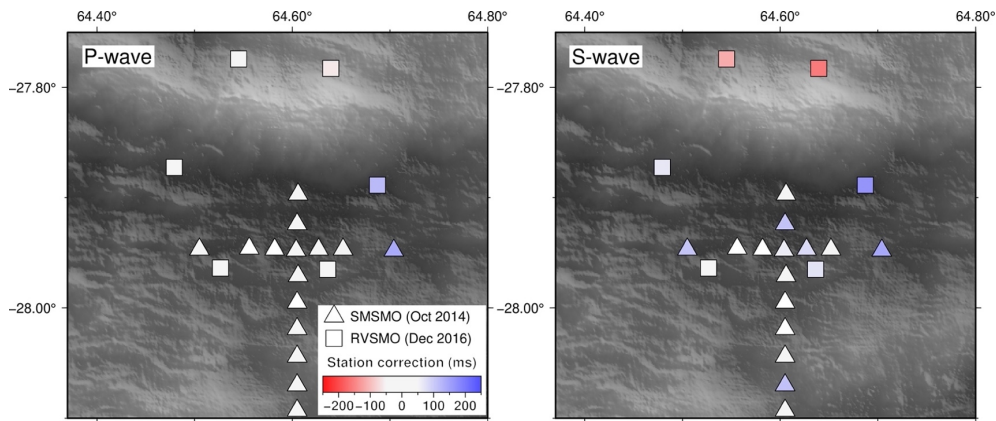 64.40° 64.60° 64.80° 64.40° 64.60° 64.80°
P-wave S-wave
−27.80° −27.80°
−28.00° −28.00°
SMSMO (Oct 2014)
RVSMO (Dec 2016)
Station correction (ms)
−200 −100 0 100 200